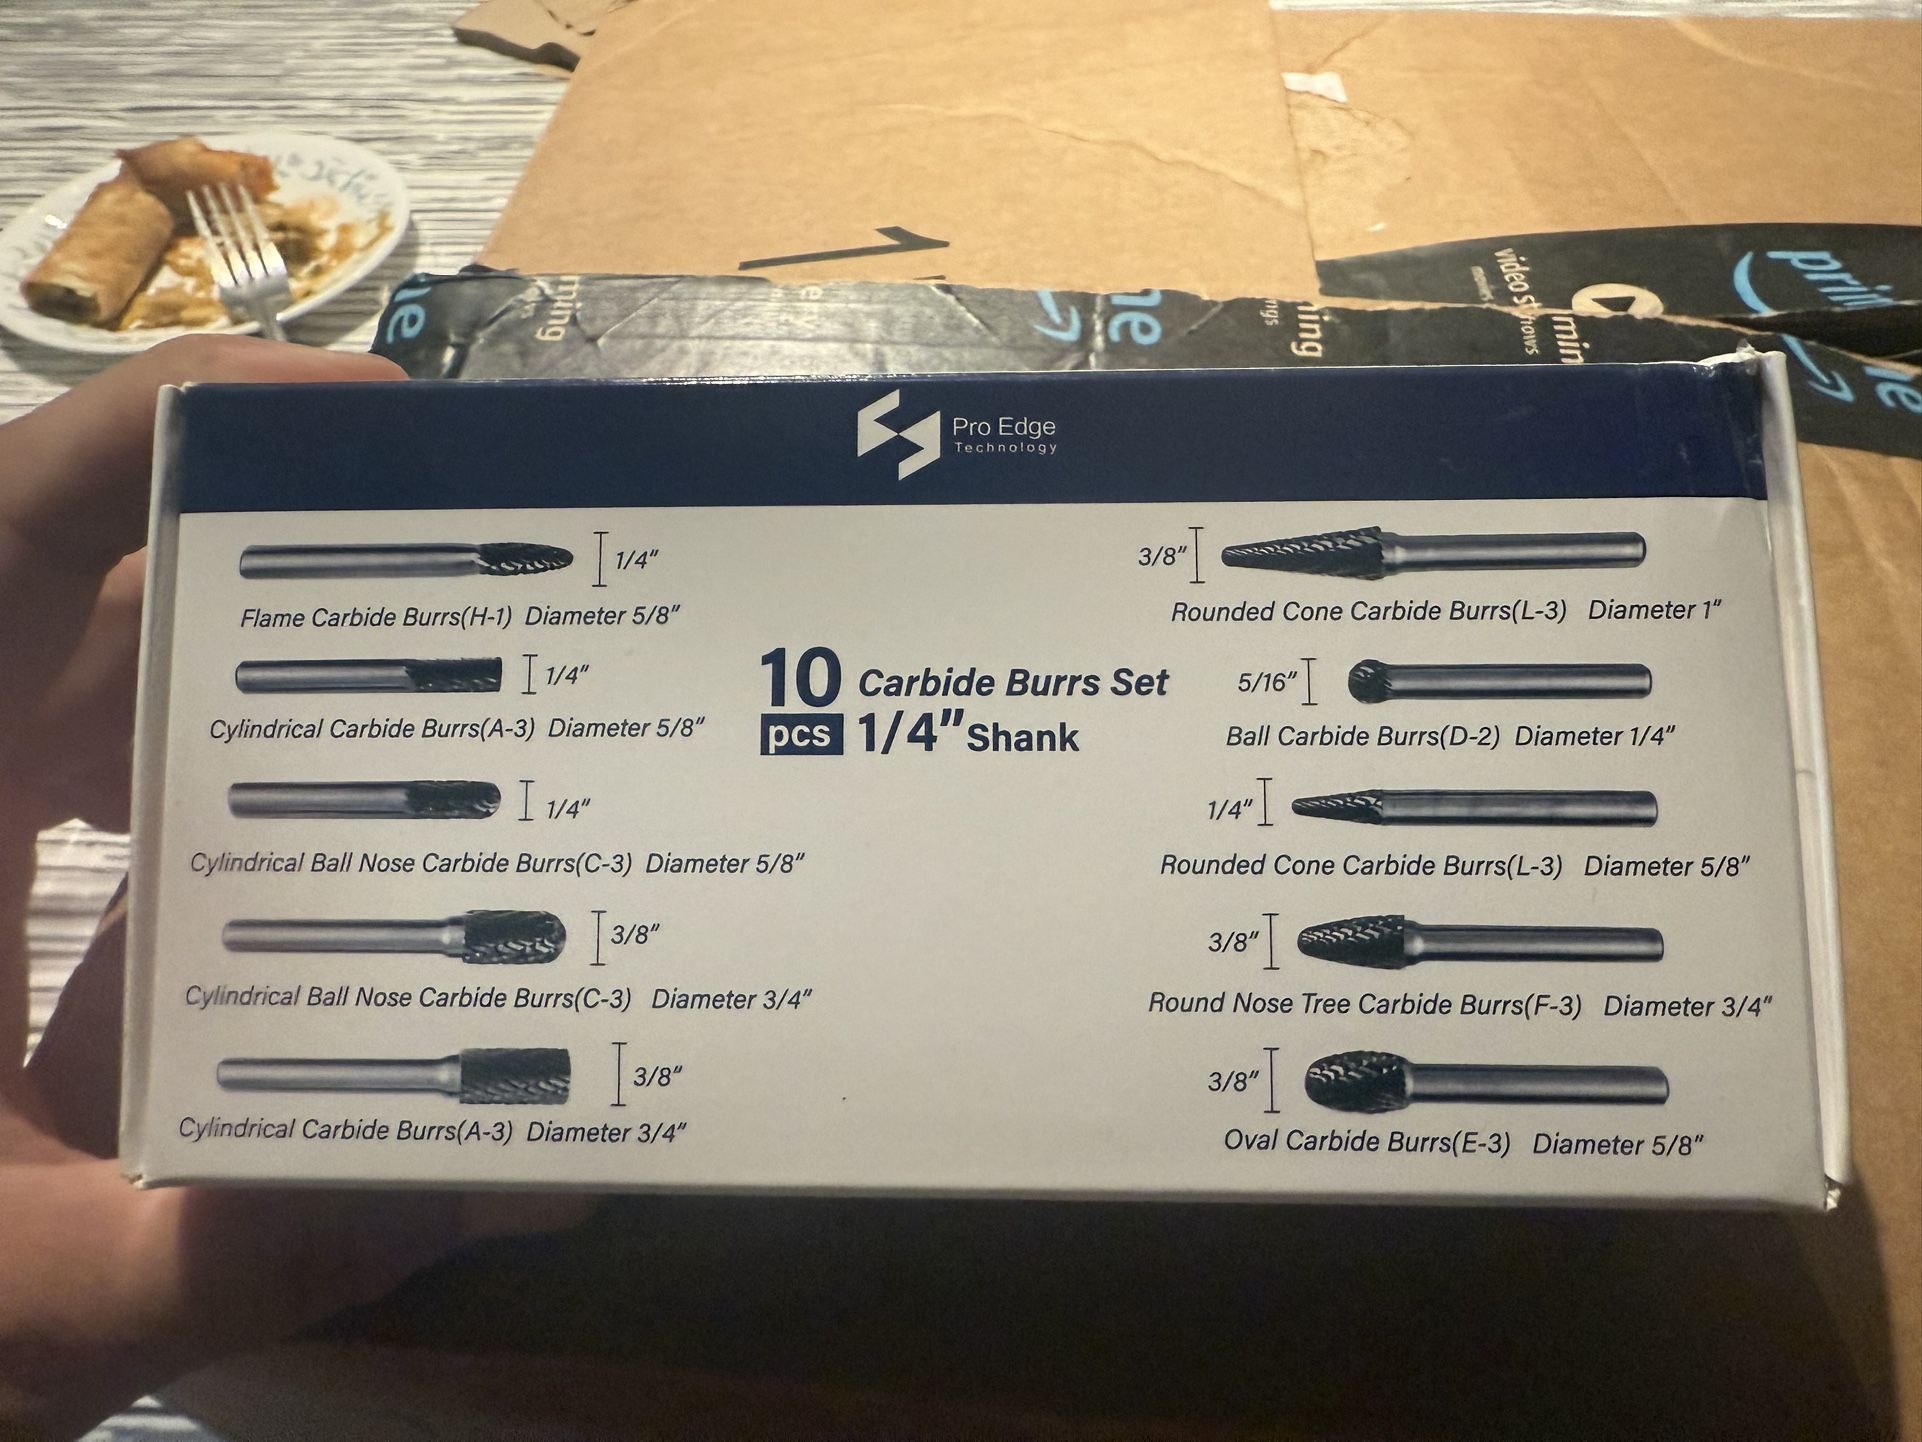 1
prime
video
Pro Edge
Technology
1/4"
Flame Carbide Burrs(H-1) Diameter 5/8"
1/4"
Cylindrical Carbide Burrs(A-3) Diameter 5/8"
1/4"
Cylindrical Ball Nose Carbide Burrs(C-3) Diameter 5/8"
3/8"
Cylindrical Ball Nose Carbide Burrs(C-3) Diameter 3/4"
3/8"
Cylindrical Carbide Burrs(A-3) Diameter 3/4"
10 pcs
Carbide Burrs Set
1/4" Shank
3/8"
Rounded Cone Carbide Burrs(L-3) Diameter 1"
5/16"
Ball Carbide Burrs(D-2) Diameter 1/4"
1/4"
Rounded Cone Carbide Burrs(L-3) Diameter 5/8"
3/8"
Round Nose Tree Carbide Burrs(F-3) Diameter 3/4"
3/8"
Oval Carbide Burrs(E-3) Diameter 5/8"